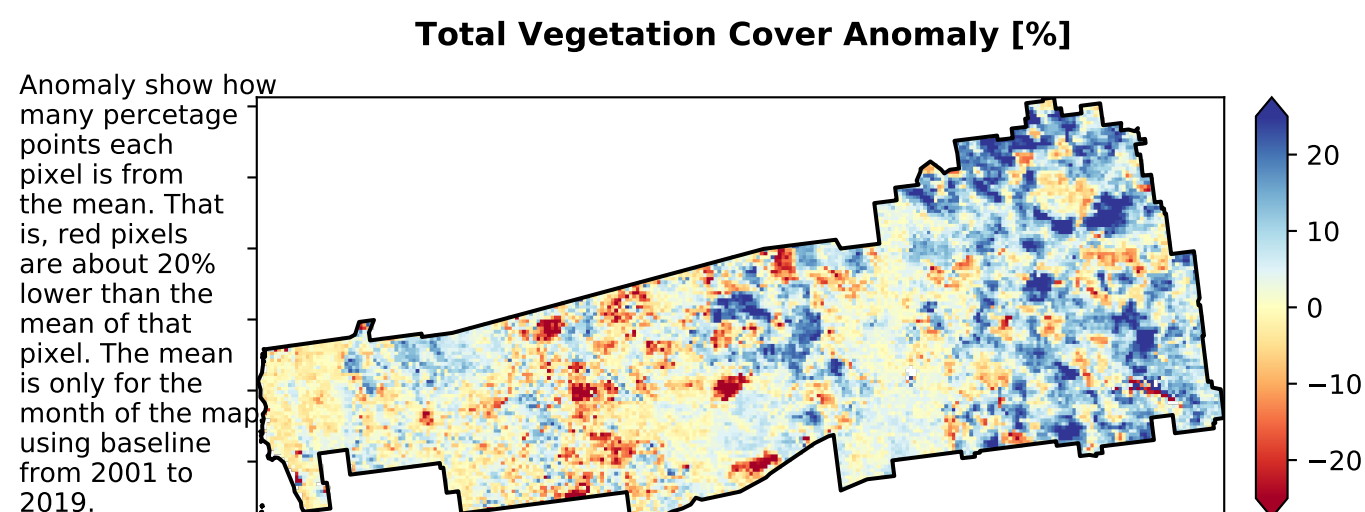 Total Vegetation Cover Anomaly [%]
Anomaly show how
many percetage
points each
pixel is from
the mean. That
is, red pixels
are about 20%
lower than the
mean of that
pixel. The mean
is only for the
month of the map
using baseline
from 2001 to
2019.
20
10
0
−10
−20